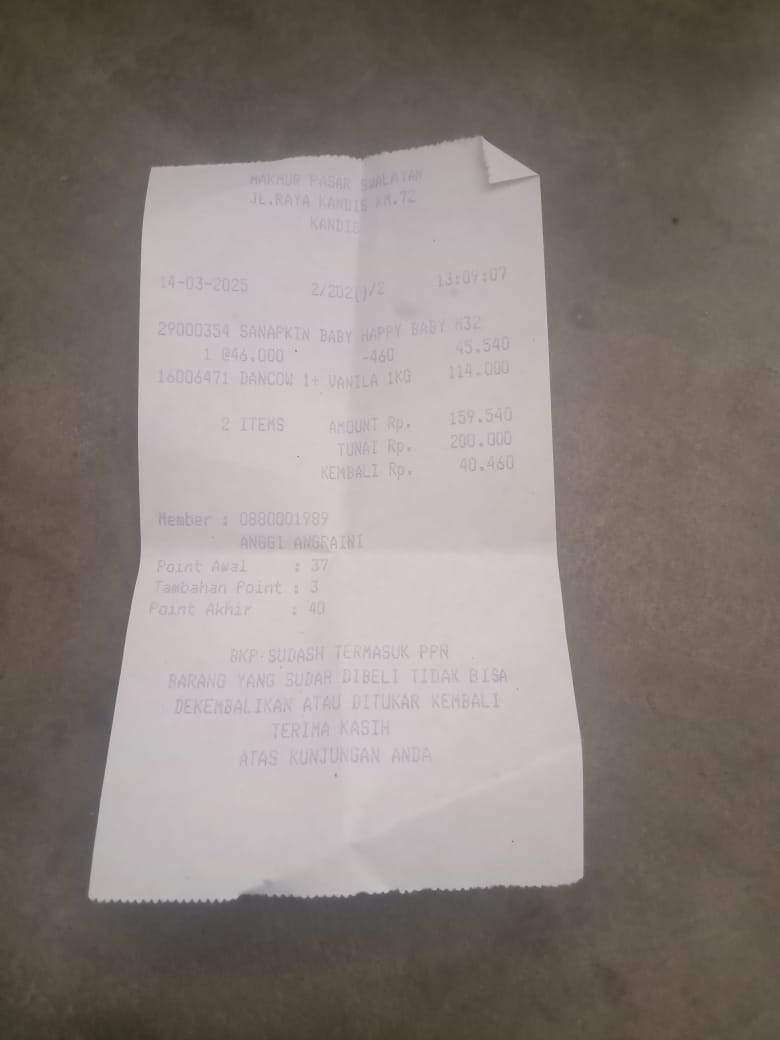 MAKMUR PASAR SWALAYAN
JL.RAYA KANDIS KM.72
KANDIS
14-03-2025 2/202()/2 13:09:07
29000354 SANAPKIN BABY HAPPY BABY M32
1 @46.000 -460 45.540
16006471 DANCOW 1+ VANILA 1KG 114.000
2 ITEMS AMOUNT Rp. 159.540
TUNAI Rp. 200.000
KEMBALI Rp. 40.460
Member : 0880001989
ANGGI ANGRAINI
Point Awal : 37
Tambahan Point : 3
Point Akhir : 40
BKP SUDASH TERMASUK PPN
BARANG YANG SUDAH DIBELI TIDAK BISA
DEKEMBALIKAN ATAU DITUKAR KEMBALI
TERIMA KASIH
ATAS KUNJUNGAN ANDA